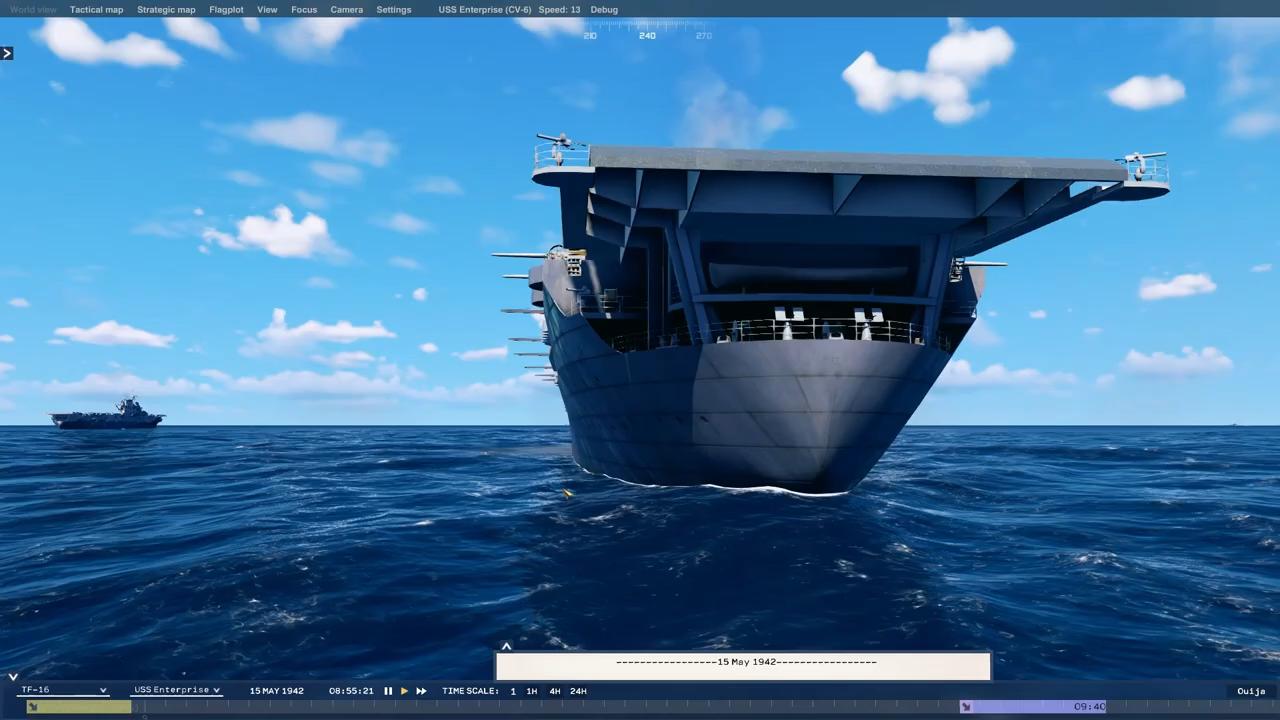 World view Tactical map Strategic map Flagplot View Focus Camera Settings USS Enterprise (CV-6) Speed: 13 Debug
210 240 270
-----------------15 May 1942-----------------
TF-16 USS Enterprise 15 MAY 1942 08:55:21 TIME SCALE: 1 1H 4H 24H Ouija
9 09:40